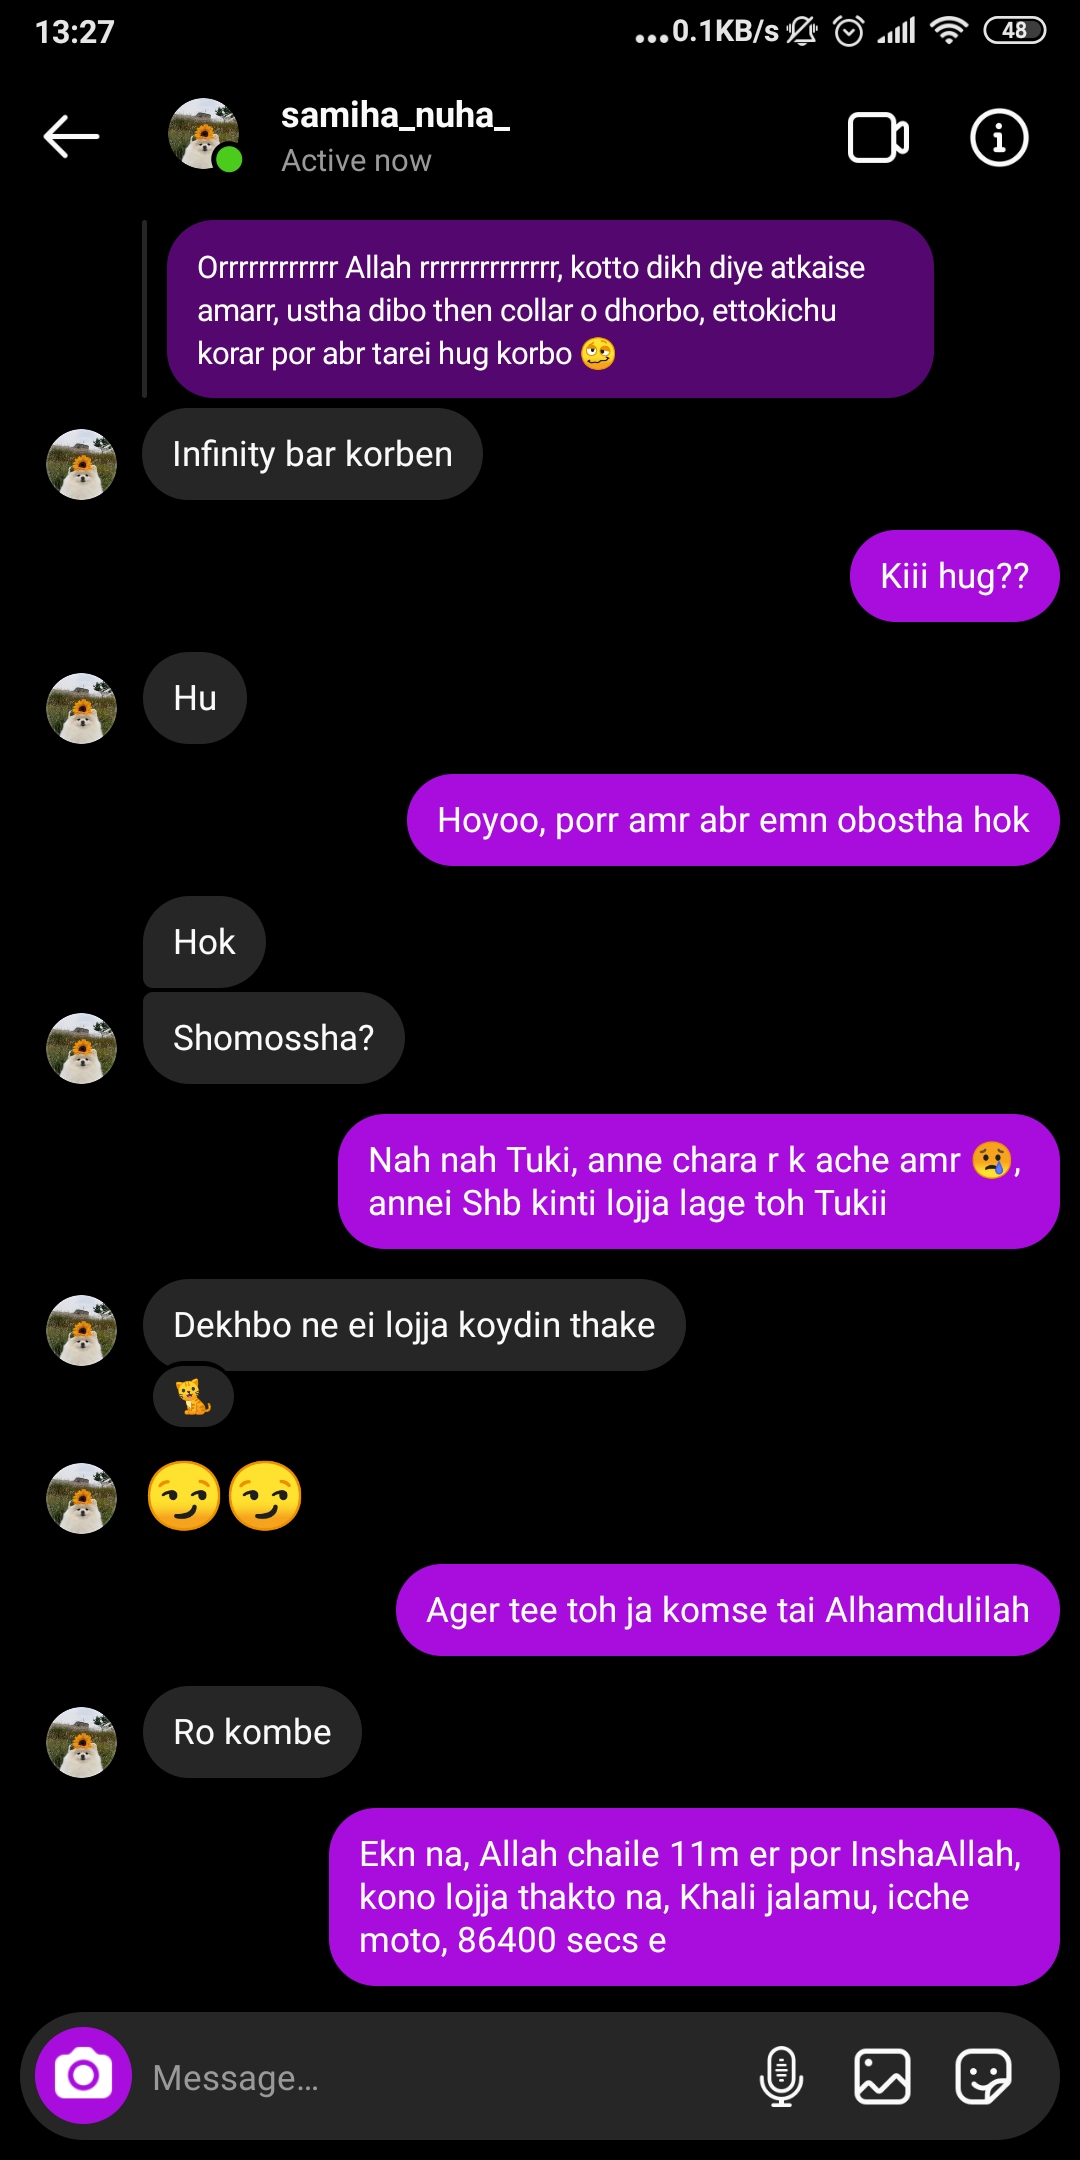 13:27
...0.1KB/s
48
samiha_nuha_
Active now
Orrrrrrrrrrrr Allah rrrrrrrrrrrrrr, kotto dikh diye atkaise
amarr, ustha dibo then collar o dhorbo, ettokichu
korar por abr tarei hug korbo 🥴
Infinity bar korben
Kiii hug??
Hu
Hoyoo, porr amr abr emn obostha hok
Hok
Shomossha?
Nah nah Tuki, anne chara r k ache amr 😢,
annei Shb kinti lojja lage toh Tukii
Dekhbo ne ei lojja koydin thake
🐈
😏😏
Ager tee toh ja komse tai Alhamdulilah
Ro kombe
Ekn na, Allah chaile 11m er por InshaAllah,
kono lojja thakto na, Khali jalamu, icche
moto, 86400 secs e
Message...